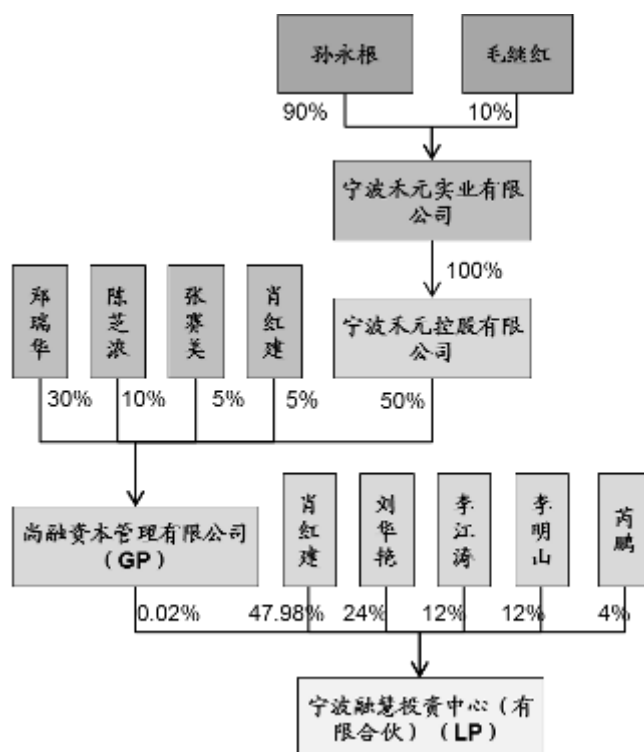 孙永根
毛继红
90%
10%
宁波禾元实业有限
公司
100%
郑瑞华
陈芝浓
张赛美
肖红建
宁波禾元控股有限
公司
30%
10%
5%
5%
50%
尚融资本管理有限公司
（GP）
肖红建
刘华艳
李江涛
李明山
芮鹏
0.02%
47.98%
24%
12%
12%
4%
宁波融慧投资中心（有
限合伙）（LP）